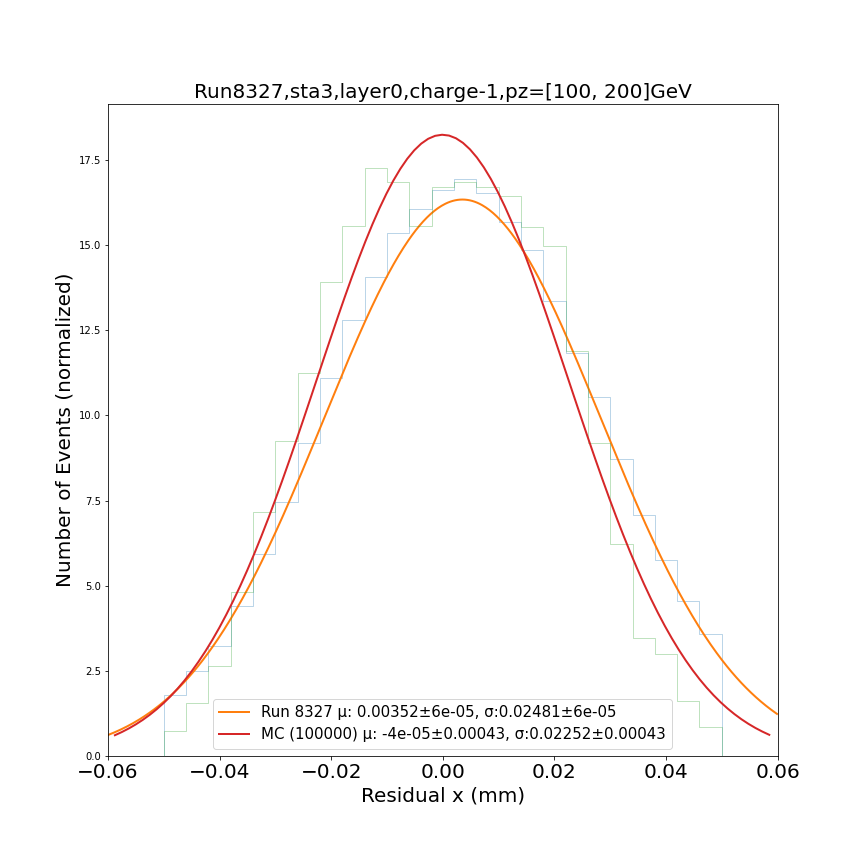 Run8327,sta3,layer0,charge-1,pz=[100, 200]GeV
Number of Events (normalized)
17.5
15.0
12.5
10.0
7.5
5.0
2.5
0.0
Run 8327 μ: 0.00352±6e-05, σ:0.02481±6e-05
MC (100000) μ: -4e-05±0.00043, σ:0.02252±0.00043
−0.06 −0.04 −0.02 0.00 0.02 0.04 0.06
Residual x (mm)